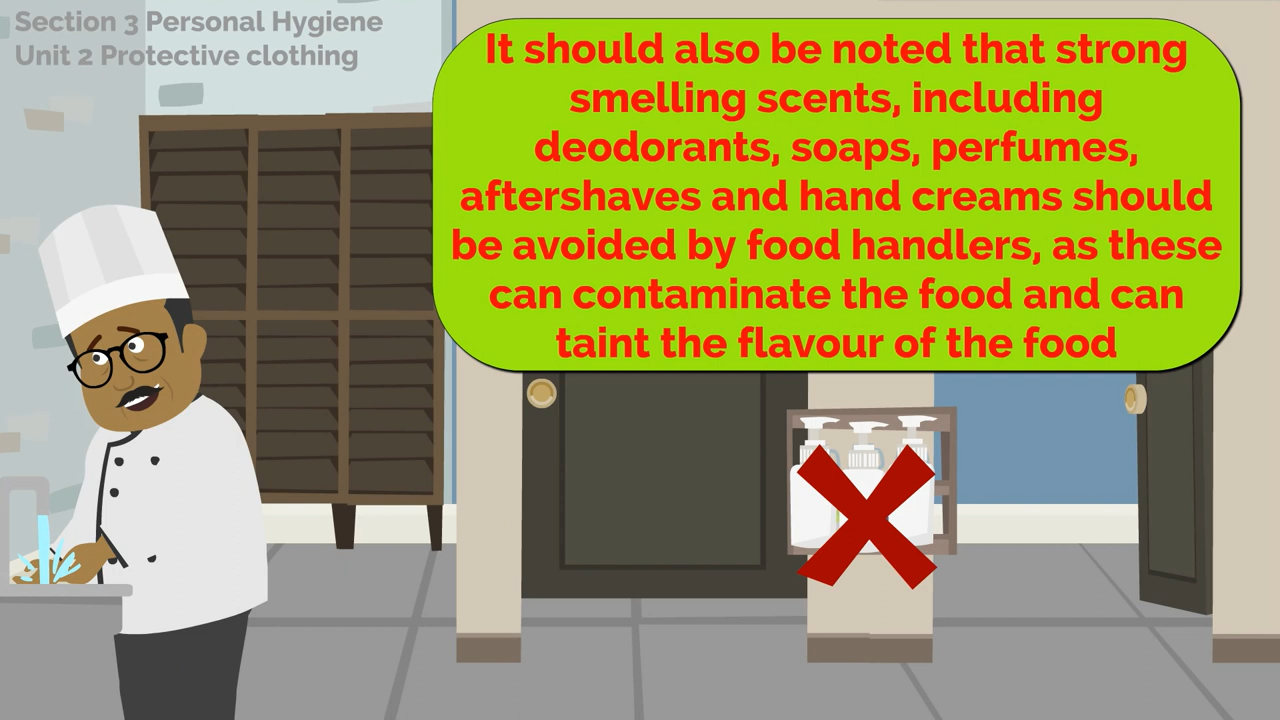 Section 3 Personal Hygiene
Unit 2 Protective clothing
It should also be noted that strong
smelling scents, including
deodorants, soaps, perfumes,
aftershaves and hand creams should
be avoided by food handlers, as these
can contaminate the food and can
taint the flavour of the food